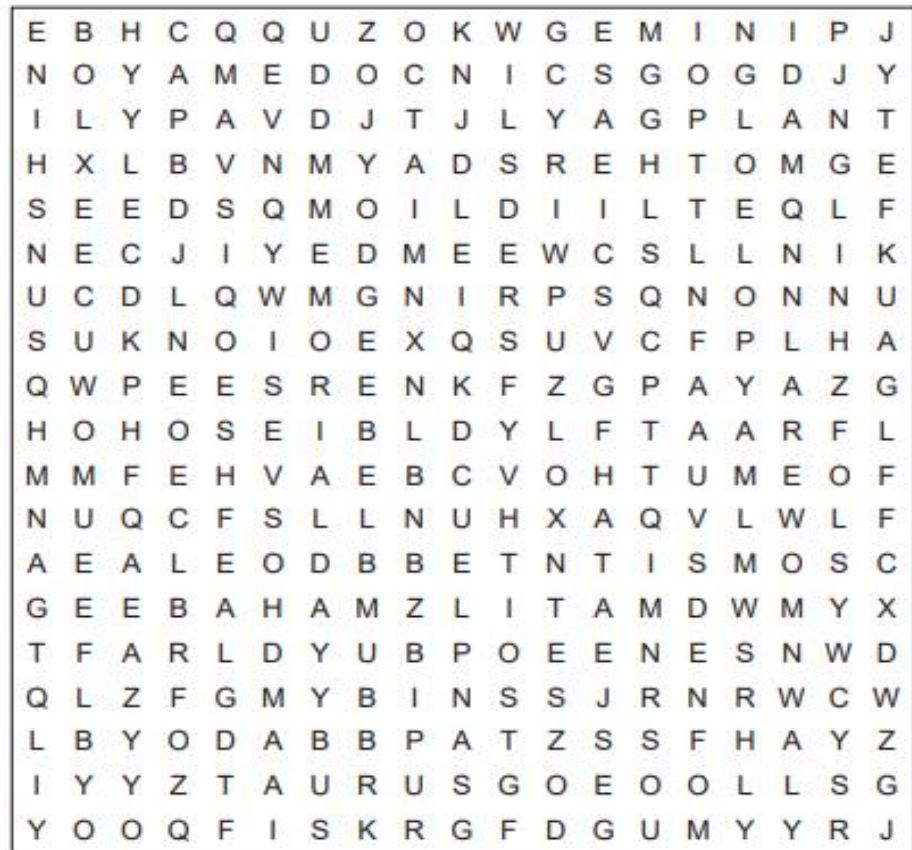 E B H C Q Q U Z O K W G E M I N I P J
N O Y A M E D O C N I C S G O G D J Y
I L Y P A V D J T J L Y A G P L A N T
H X L B V N M Y A D S R E H T O M G E
S E E D S Q M O I L D I I L T E Q L F
N E C J I Y E D M E E W C S L L N I K
U C D L Q W M G N I R P S Q N O N N U
S U K N O I O E X Q S U V C F P L H A
Q W P E E S R E N K F Z G P A Y A Z G
H O H O S E I B L D Y L F T A A R F L
M M F E H V A E B C V O H T U M E O F
N U Q C F S L L N U H X A Q V L W L F
A E A L E O D B B E T N T I S M O S C
G E E B A H A M Z L I T A M D W M Y X
T F A R L D Y U B P O E E N E S N W D
Q L Z F G M Y B I N S S J R N R W C W
L B Y O D A B B P A T Z S S F H A Y Z
I Y Y Z T A U R U S G O E O O L L S G
Y O O Q F I S K R G F D G U M Y Y R J